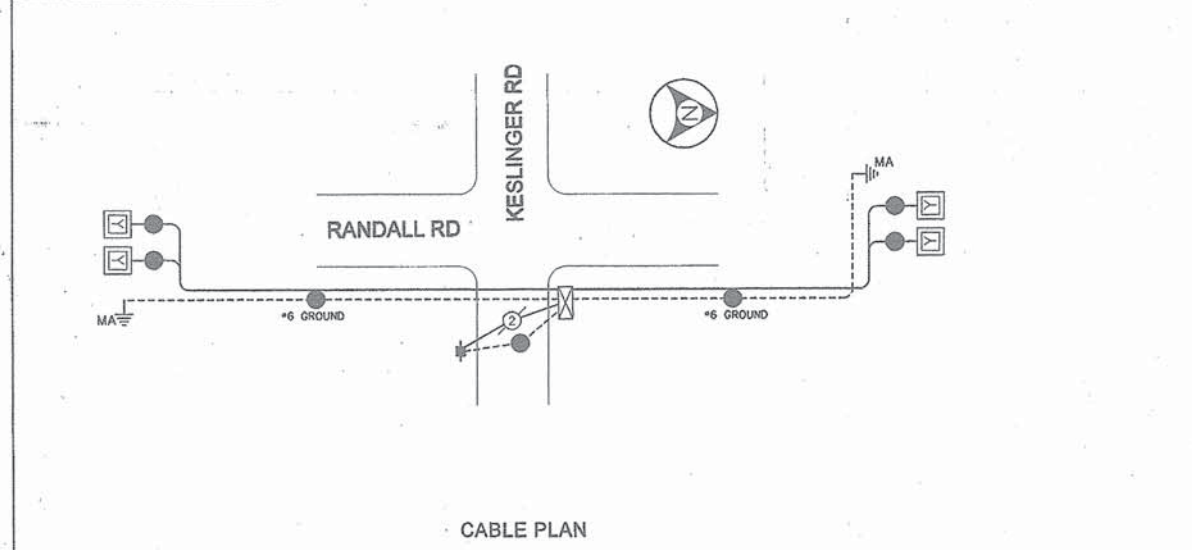 KESLINGER RD
N
MA
Y
Y
RANDALL RD
Y
Y
MA
#6 GROUND
#6 GROUND
2
CABLE PLAN